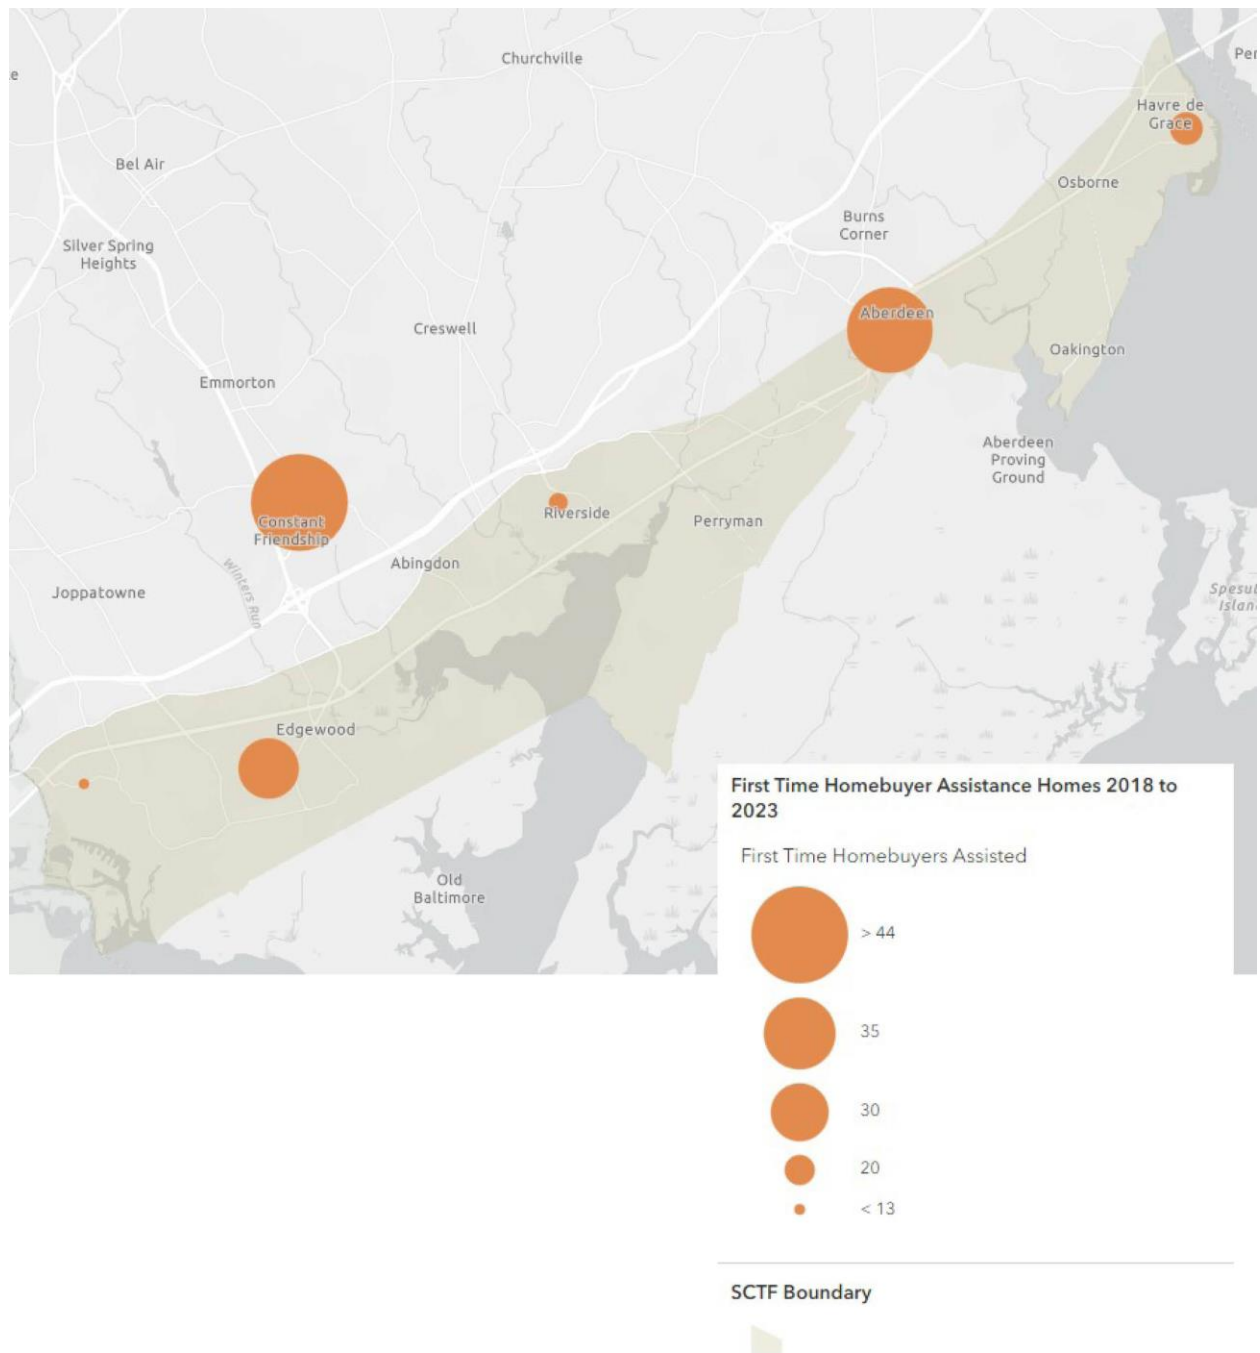 Churchville
Havre de
Grace
Bel Air
Osborne
Burns
Corner
Silver Spring
Heights
Aberdeen
Creswell
Oakington
Emmorton
Aberdeen
Proving
Ground
Constant
Friendship
Riverside
Perryman
Abingdon
Winters Run
Joppatowne
Edgewood
Old
Baltimore
First Time Homebuyer Assistance Homes 2018 to
2023
First Time Homebuyers Assisted
> 44
35
30
20
< 13
SCTF Boundary